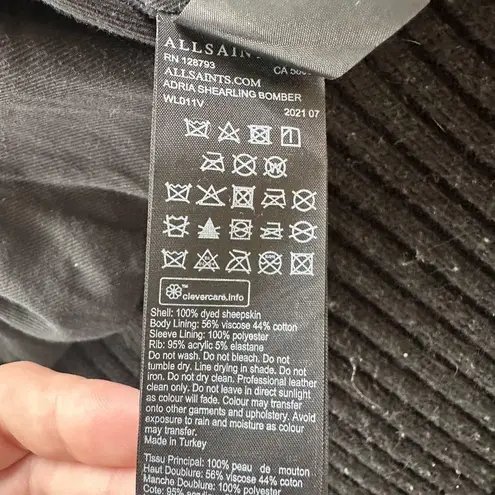 ALLSAINTS
RN 128793 CA
ALLSAINTS.COM
ADRIA SHEARLING BOMBER
WL011V 2021 07
clevercare.info
Shell: 100% dyed sheepskin
Body Lining: 56% viscose 44% cotton
Sleeve Lining: 100% polyester
Rib: 95% acrylic 5% elastane
Do not wash. Do not bleach. Do not
tumble dry. Line drying in shade. Do not
iron. Do not dry clean. Professional leather
clean only. Do not leave in direct sunlight
as colour will fade. Colour may transfer
onto other garments and upholstery. Avoid
exposure to rain and moisture as colour
may transfer.
Made in Turkey
Tissu Principal: 100% peau de mouton
Haut Doublure: 56% viscose 44% cotton
Manche Doublure: 100% polyester
Cote: 95%